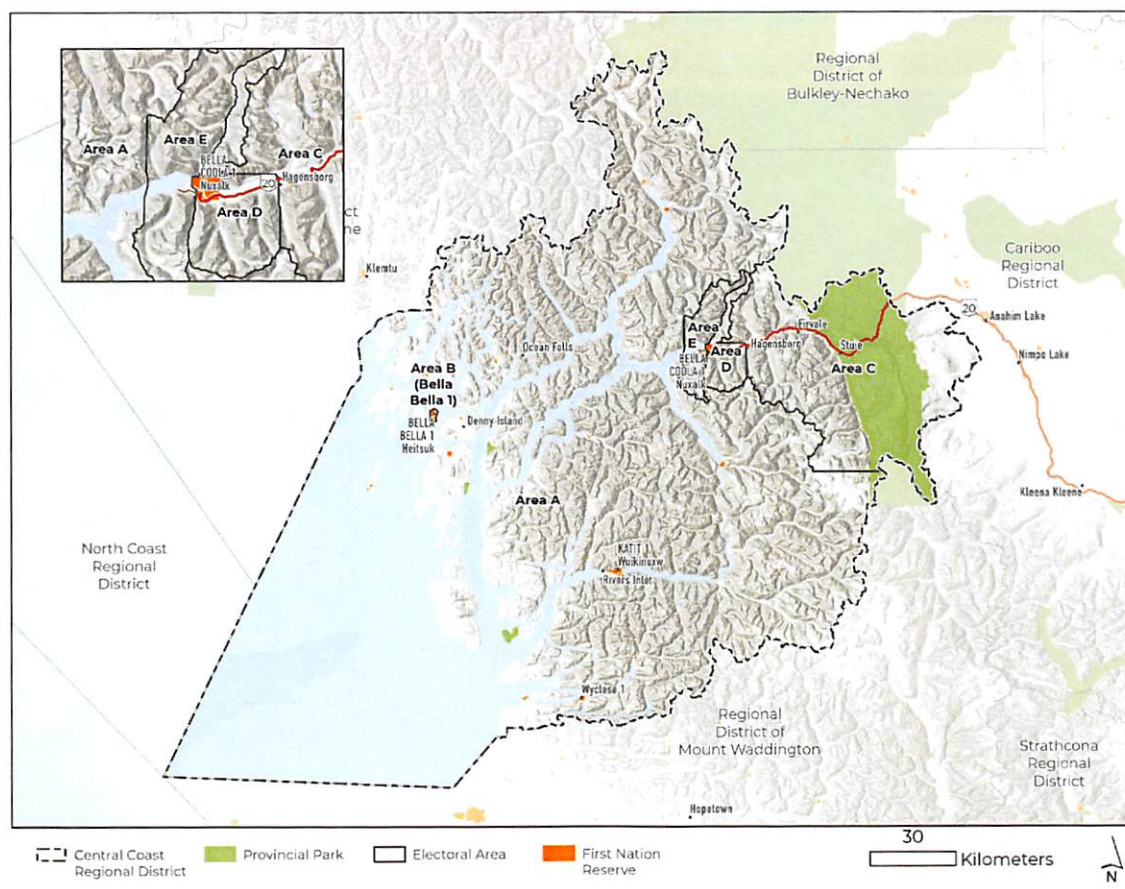 Regional
District of
Bulkley-Nechako
Area A
Area E
Area C
BELLA
COOLA 1
Nuxalk
Hagensborg
20
Area D
ct
ne
Klemtu
Cariboo
Regional
District
20
Anahim Lake
Nimpo Lake
Ocean Falls
Area
E
BELLA
COOLA 1
Nuxalk
Area
D
Hagensborg
Firvale
Stuie
Area C
Area B
(Bella
Bella 1)
BELLA
BELLA 1
Heitsuk
Denny Island
Kleena Kleene
Area A
North Coast
Regional
District
KATIT 1
Wuikinuxw
Rivers Inlet
Wyclese 1
Regional
District of
Mount Waddington
Strathcona
Regional
District
Hopetown
Central Coast
Regional District
Provincial Park
Electoral Area
First Nation
Reserve
30
Kilometers
N